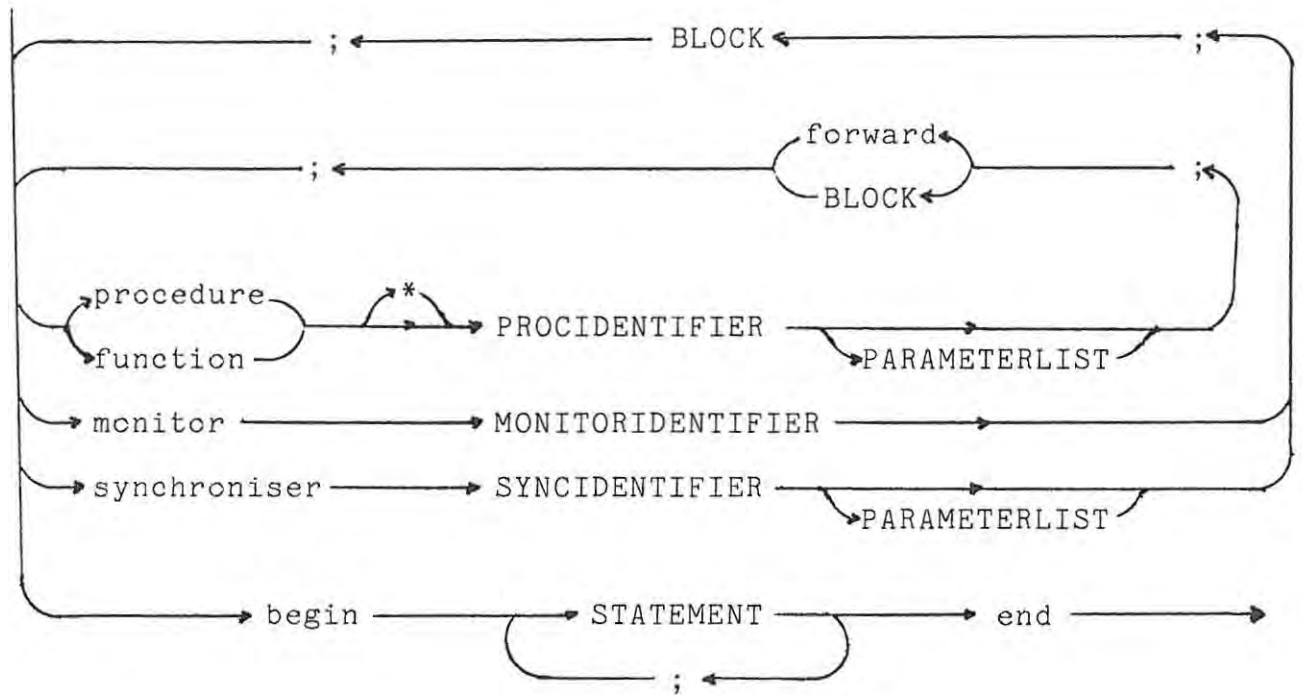 ; BLOCK ;
forward
; ;
BLOCK
procedure *
PROCIDENTIFIER
function PARAMETERLIST
monitor MONITORIDENTIFIER
synchroniser SYNCIDENTIFIER
PARAMETERLIST
begin STATEMENT end
;